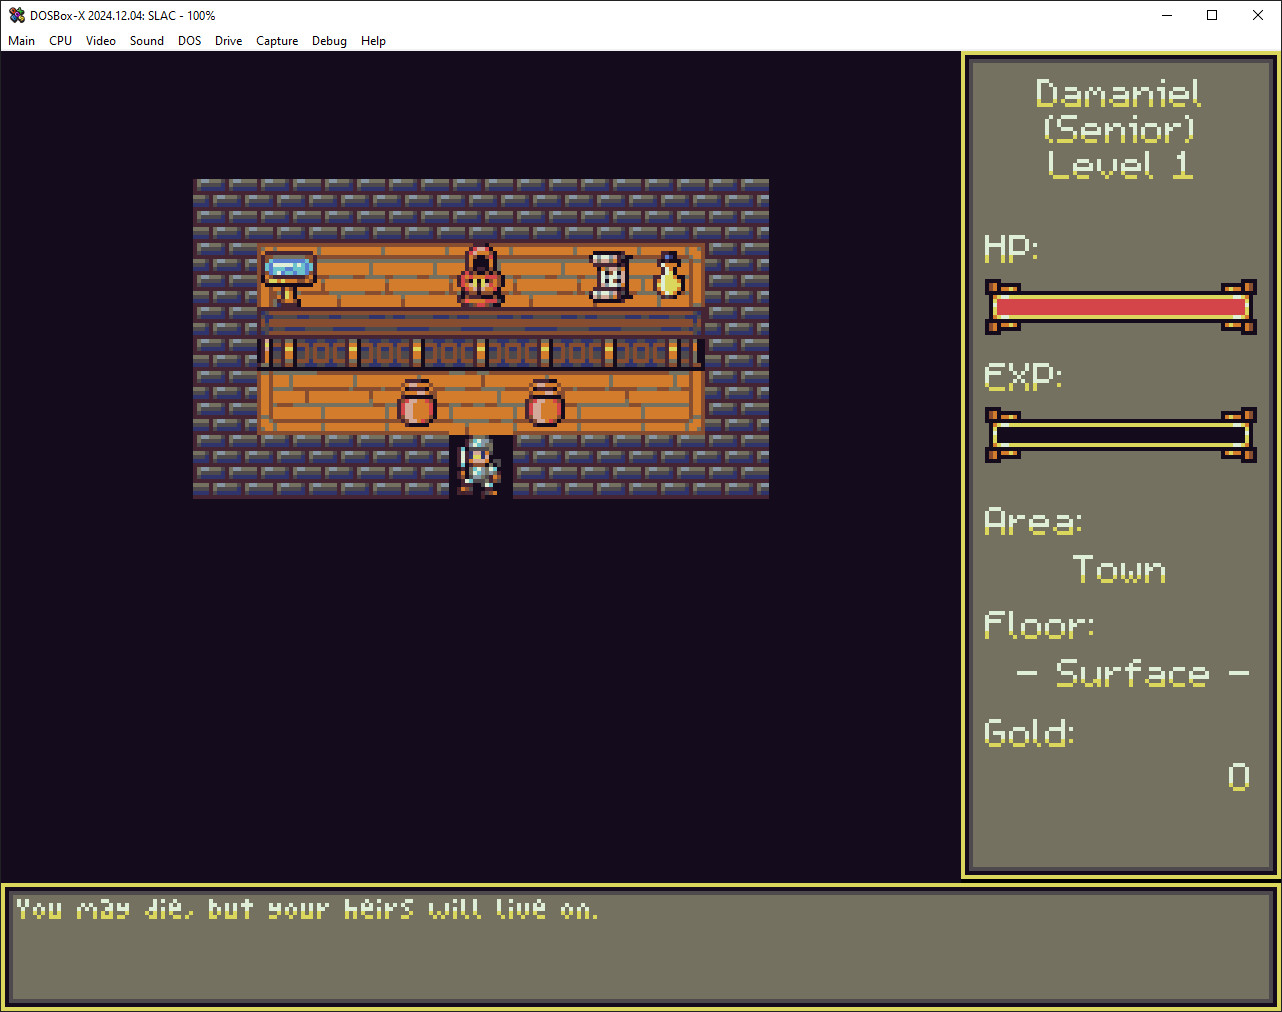 DOSBox-X 2024.12.04: SLAC - 100%
Main CPU Video Sound DOS Drive Capture Debug Help
Damaniel
(Senior)
Level 1
HP:
EXP:
Area:
Town
Floor:
- Surface -
Gold:
0
You may die, but your heirs will live on.